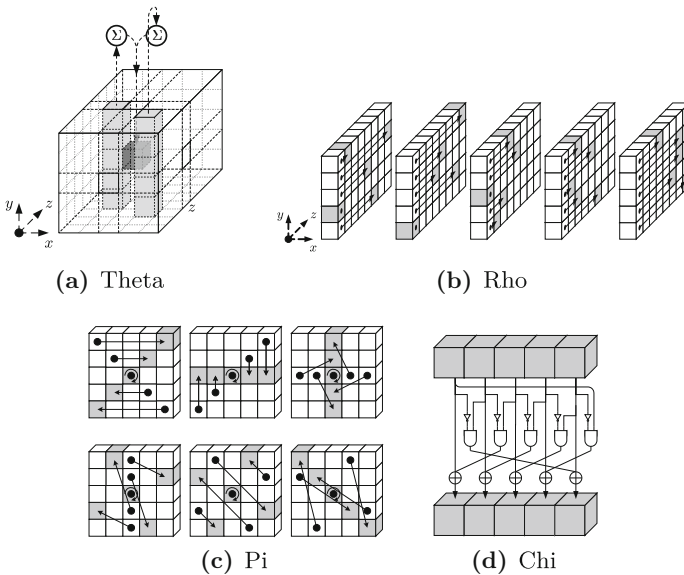 Σ Σ
y z x z
(a) Theta
y z x
(b) Rho
(c) Pi
(d) Chi